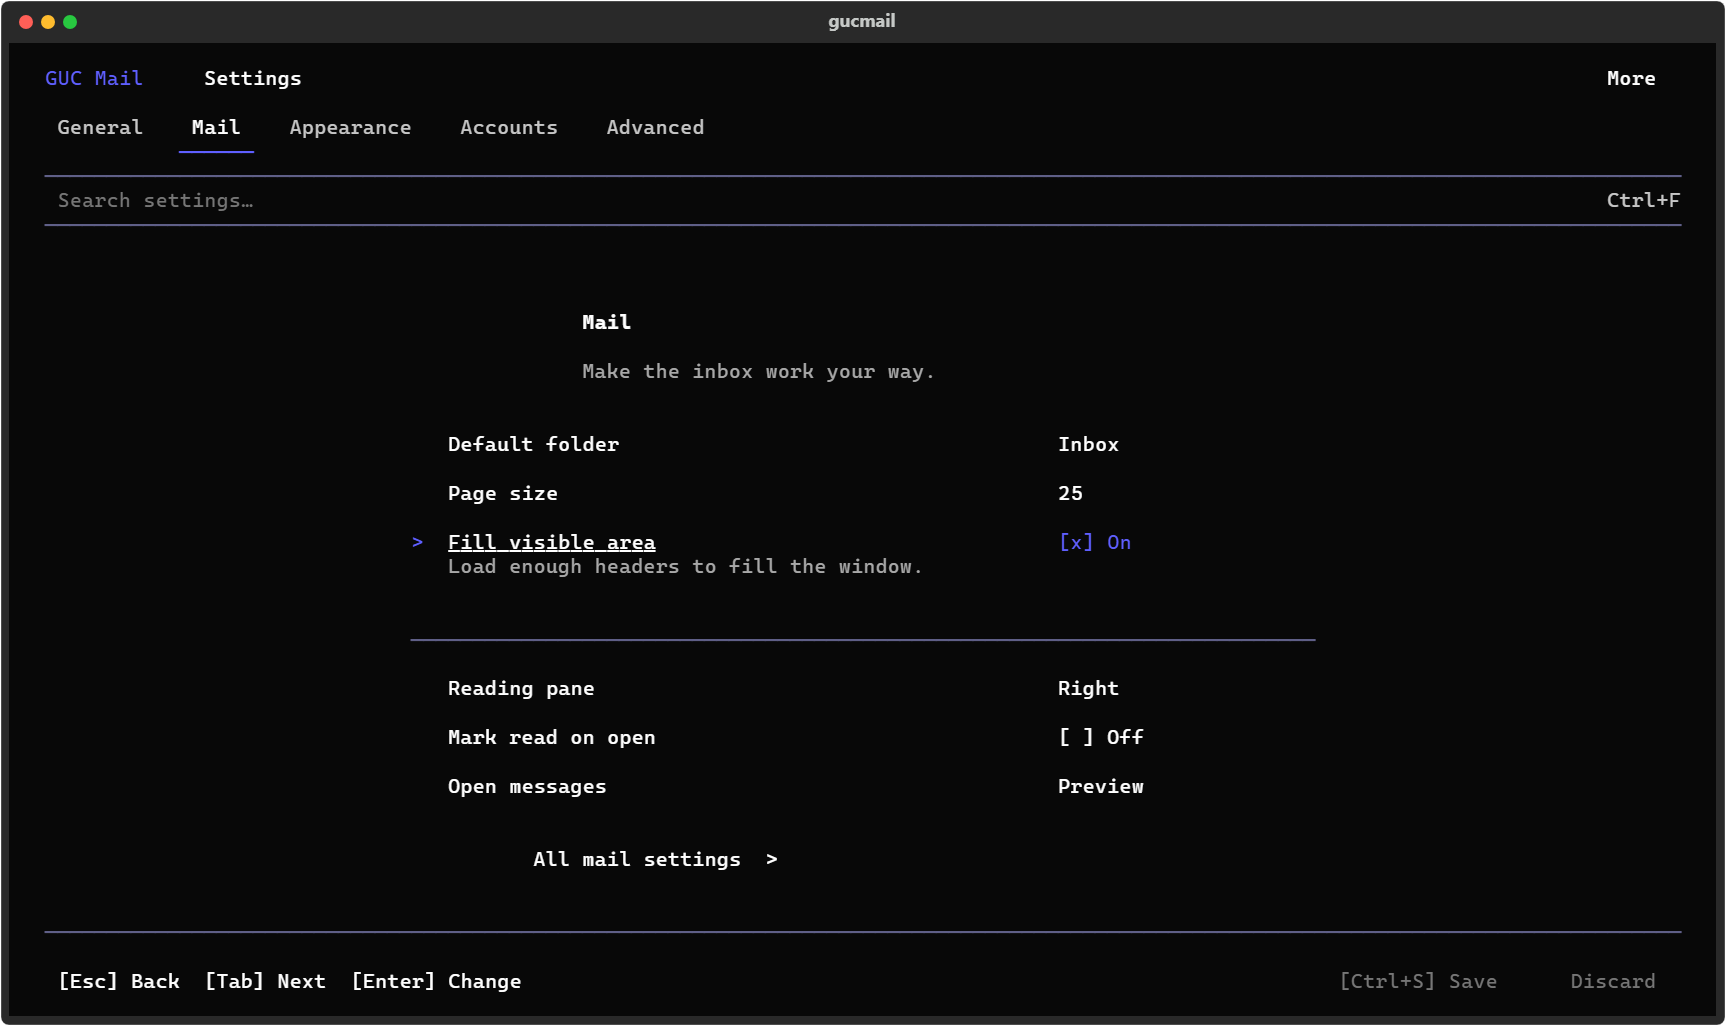 gucmail
GUC Mail Settings More
General Mail Appearance Accounts Advanced
Search settings… Ctrl+F
Mail
Make the inbox work your way.
Default folder Inbox
Page size 25
> Fill visible area [x] On
Load enough headers to fill the window.
Reading pane Right
Mark read on open [ ] Off
Open messages Preview
All mail settings >
[Esc] Back [Tab] Next [Enter] Change [Ctrl+S] Save Discard